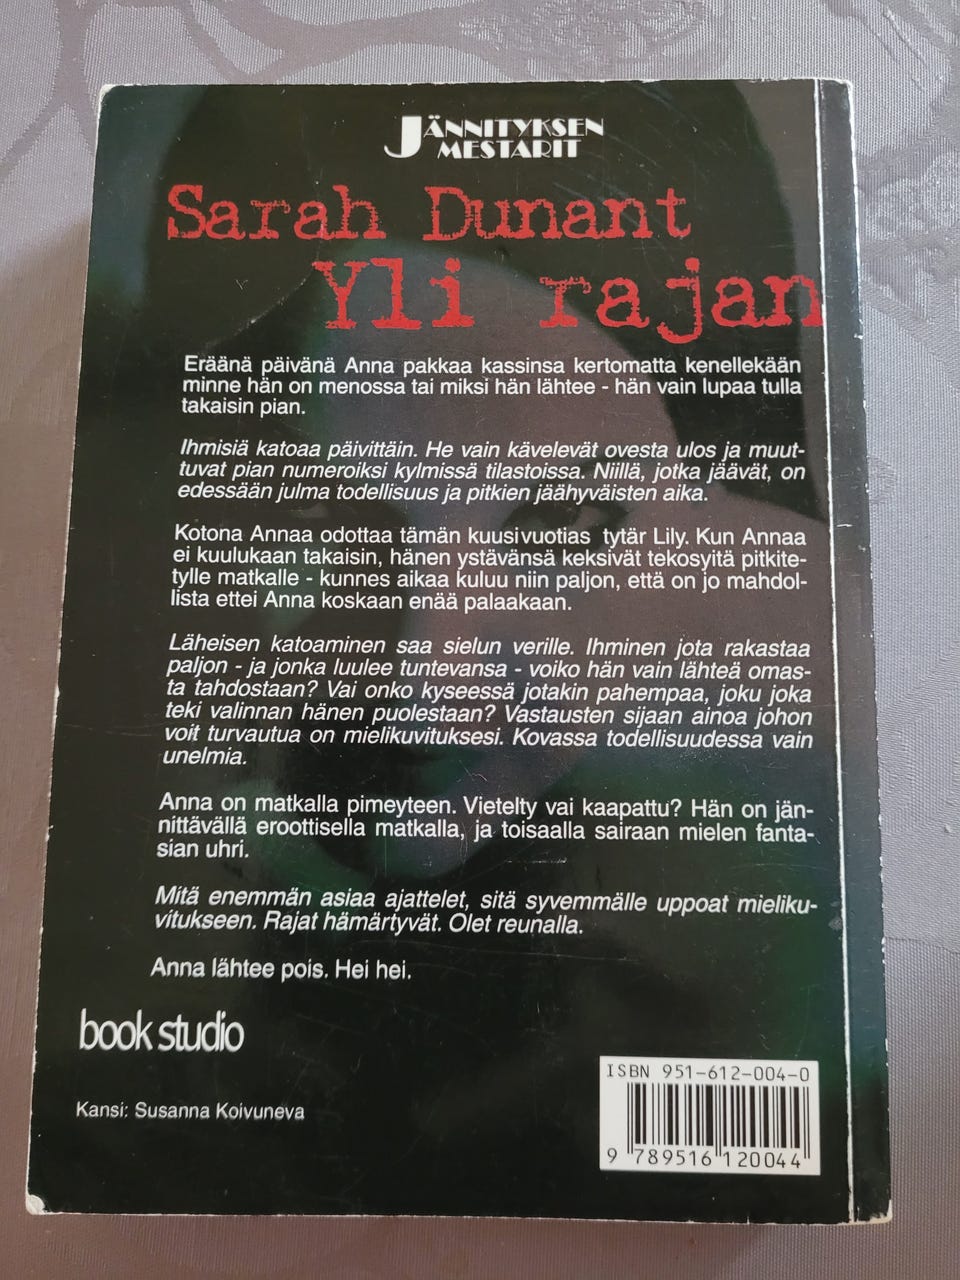 JÄNNITYKSEN
MESTARIT
Sarah Dunant
Yli rajan
Eräänä päivänä Anna pakkaa kassinsa kertomatta kenellekään
minne hän on menossa tai miksi hän lähtee - hän vain lupaa tulla
takaisin pian.
Ihmisiä katoaa päivittäin. He vain kävelevät ovesta ulos ja muut-
tuvat pian numeroiksi kylmissä tilastoissa. Niillä, jotka jäävät, on
edessään julma todellisuus ja pitkien jäähyväisten aika.
Kotona Annaa odottaa tämän kuusivuotias tytär Lily. Kun Annaa
ei kuulukaan takaisin, hänen ystävänsä keksivät tekosyitä pitkite-
tylle matkalle - kunnes aikaa kuluu niin paljon, että on jo mahdol-
lista ettei Anna koskaan enää palaakaan.
Läheisen katoaminen saa sielun verille. Ihminen jota rakastaa
paljon - ja jonka luulee tuntevansa - voiko hän vain lähteä omas-
ta tahdostaan? Vai onko kyseessä jotakin pahempaa, joku joka
teki valinnan hänen puolestaan? Vastausten sijaan ainoa johon
voit turvautua on mielikuvituksesi. Kovassa todellisuudessa vain
unelmia.
Anna on matkalla pimeyteen. Vietelty vai kaapattu? Hän on jän-
nittävällä eroottisella matkalla, ja toisaalla sairaan mielen fanta-
sian uhri.
Mitä enemmän asiaa ajattelet, sitä syvemmälle uppoat mieliku-
vitukseen. Rajat hämärtyvät. Olet reunalla.
Anna lähtee pois. Hei hei.
book studio
Kansi: Susanna Koivuneva
ISBN 951-612-004-0
9 789516 120044